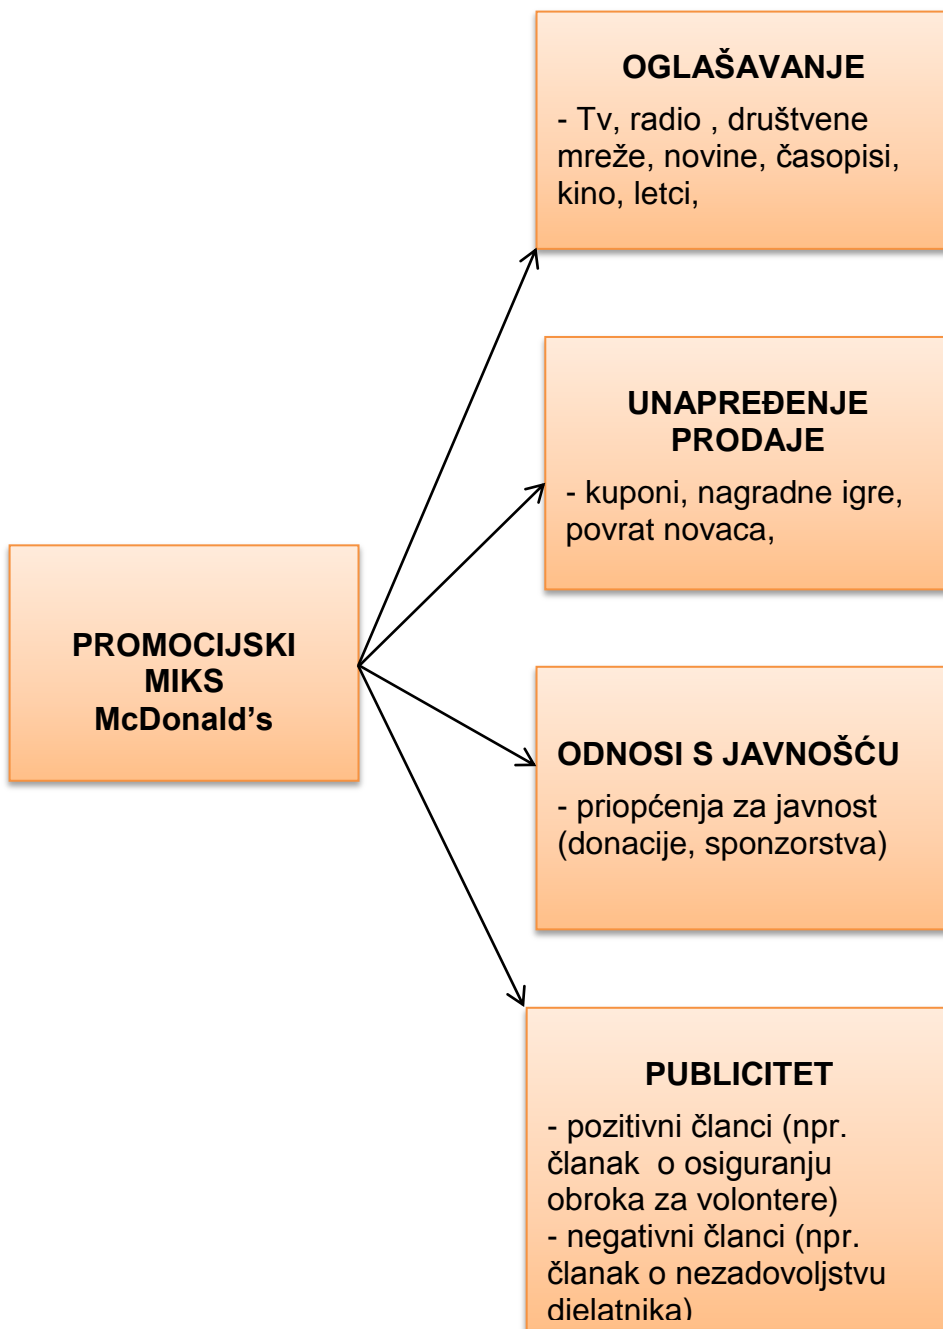 OGLAŠAVANJE
- Tv, radio , društvene
mreže, novine, časopisi,
kino, letci,
UNAPREĐENJE
PRODAJE
- kuponi, nagradne igre,
povrat novaca,
PROMOCIJSKI
MIKS
McDonald’s
ODNOSI S JAVNOŠĆU
- priopćenja za javnost
(donacije, sponzorstva)
PUBLICITET
- pozitivni članci (npr.
članak  o osiguranju
obroka za volontere)
- negativni članci (npr.
članak o nezadovoljstvu
djelatnika)